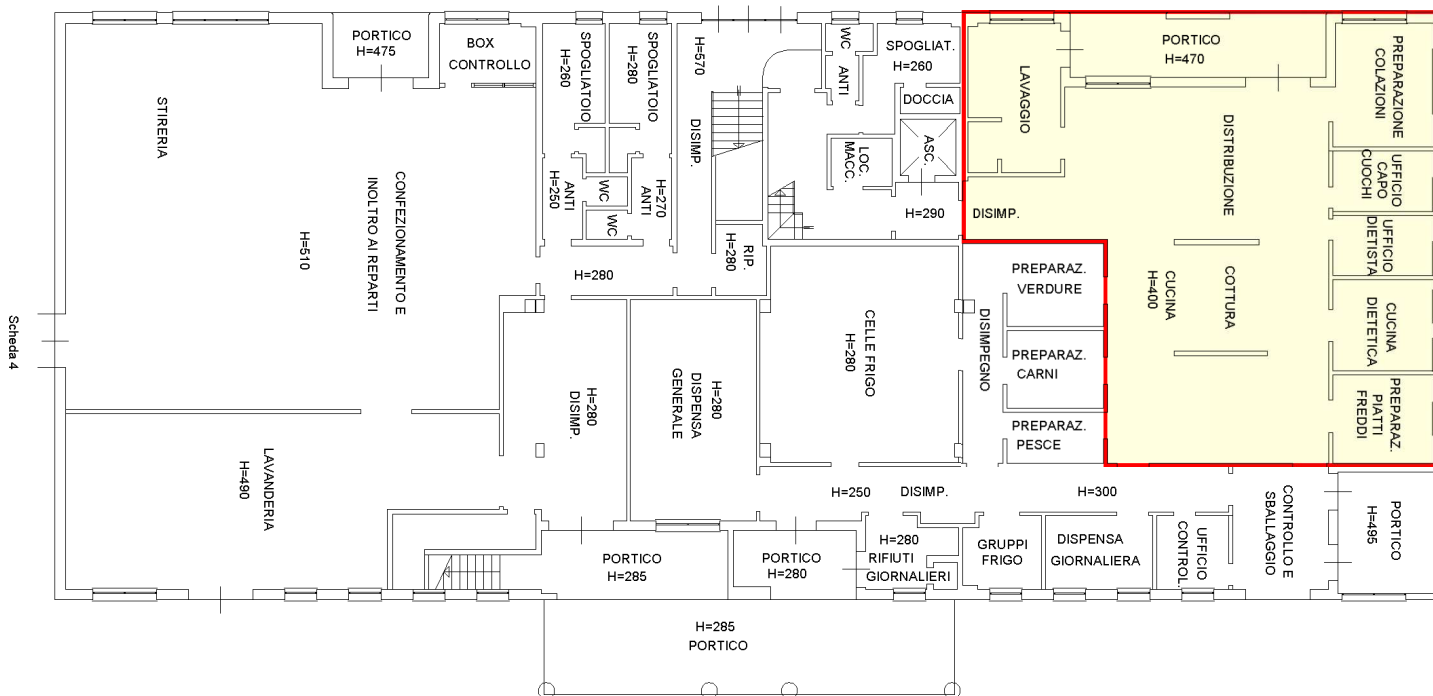 PORTICO
H=475
BOX
CONTROLLO
STIRERIA
CONFEZIONAMENTO E
INOLTRO AI REPARTI
H=510
Scheda 4
LAVANDERIA
H=490
SPOGLIATOIO
H=260
SPOGLIATOIO
H=280
ANTI
H=250
WC
WC
H=270
ANTI
H=280
H=570
DISIMP.
RIP.
H=280
WC
ANTI
SPOGLIAT.
H=260
DOCCIA
ASC.
LOC.
MACC.
H=290
DISIMP.
LAVAGGIO
PORTICO
H=470
DISTRIBUZIONE
PREPARAZIONE
COLAZIONI
UFFICIO
CAPO
CUOCHI
UFFICIO
DIETISTA
CUCINA
DIETETICA
PREPARAZ.
PIATTI
FREDDI
COTTURA
CUCINA
H=400
PREPARAZ.
VERDURE
PREPARAZ.
CARNI
PREPARAZ.
PESCE
DISIMPEGNO
CELLE FRIGO
H=280
H=280
DISPENSA
GENERALE
H=280
DISIMP.
H=250
DISIMP.
H=300
CONTROLLO E
SBALLAGGIO
PORTICO
H=495
PORTICO
H=285
PORTICO
H=280
H=280
RIFIUTI
GIORNALIERI
GRUPPI
FRIGO
DISPENSA
GIORNALIERA
UFFICIO
CONTROL.
H=285
PORTICO